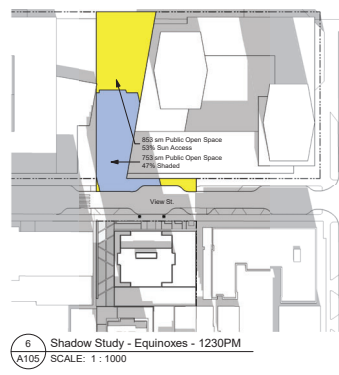 853 sm Public Open Space
53% Sun Access
753 sm Public Open Space
47% Shaded
View St.
6
A105
Shadow Study - Equinoxes - 1230PM
SCALE: 1 : 1000